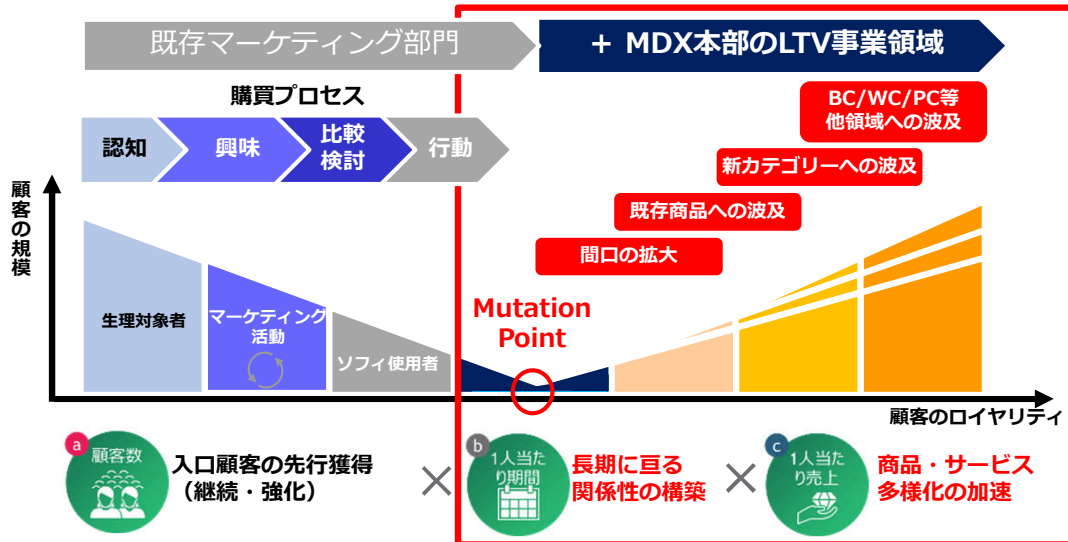 既存マーケティング部門
+ MDX本部のLTV事業領域
購買プロセス
認知
興味
比較
検討
行動
BC/WC/PC等
他領域への波及
新カテゴリーへの波及
既存商品への波及
間口の拡大
顧客の規模
Mutation
Point
生理対象者
マーケティング
活動
ソフィ使用者
顧客のロイヤリティ
a
顧客数
入口顧客の先行獲得
（継続・強化）
×
b
1人当た
り期間
長期に亘る
関係性の構築
×
c
1人当た
り売上
商品・サービス
多様化の加速